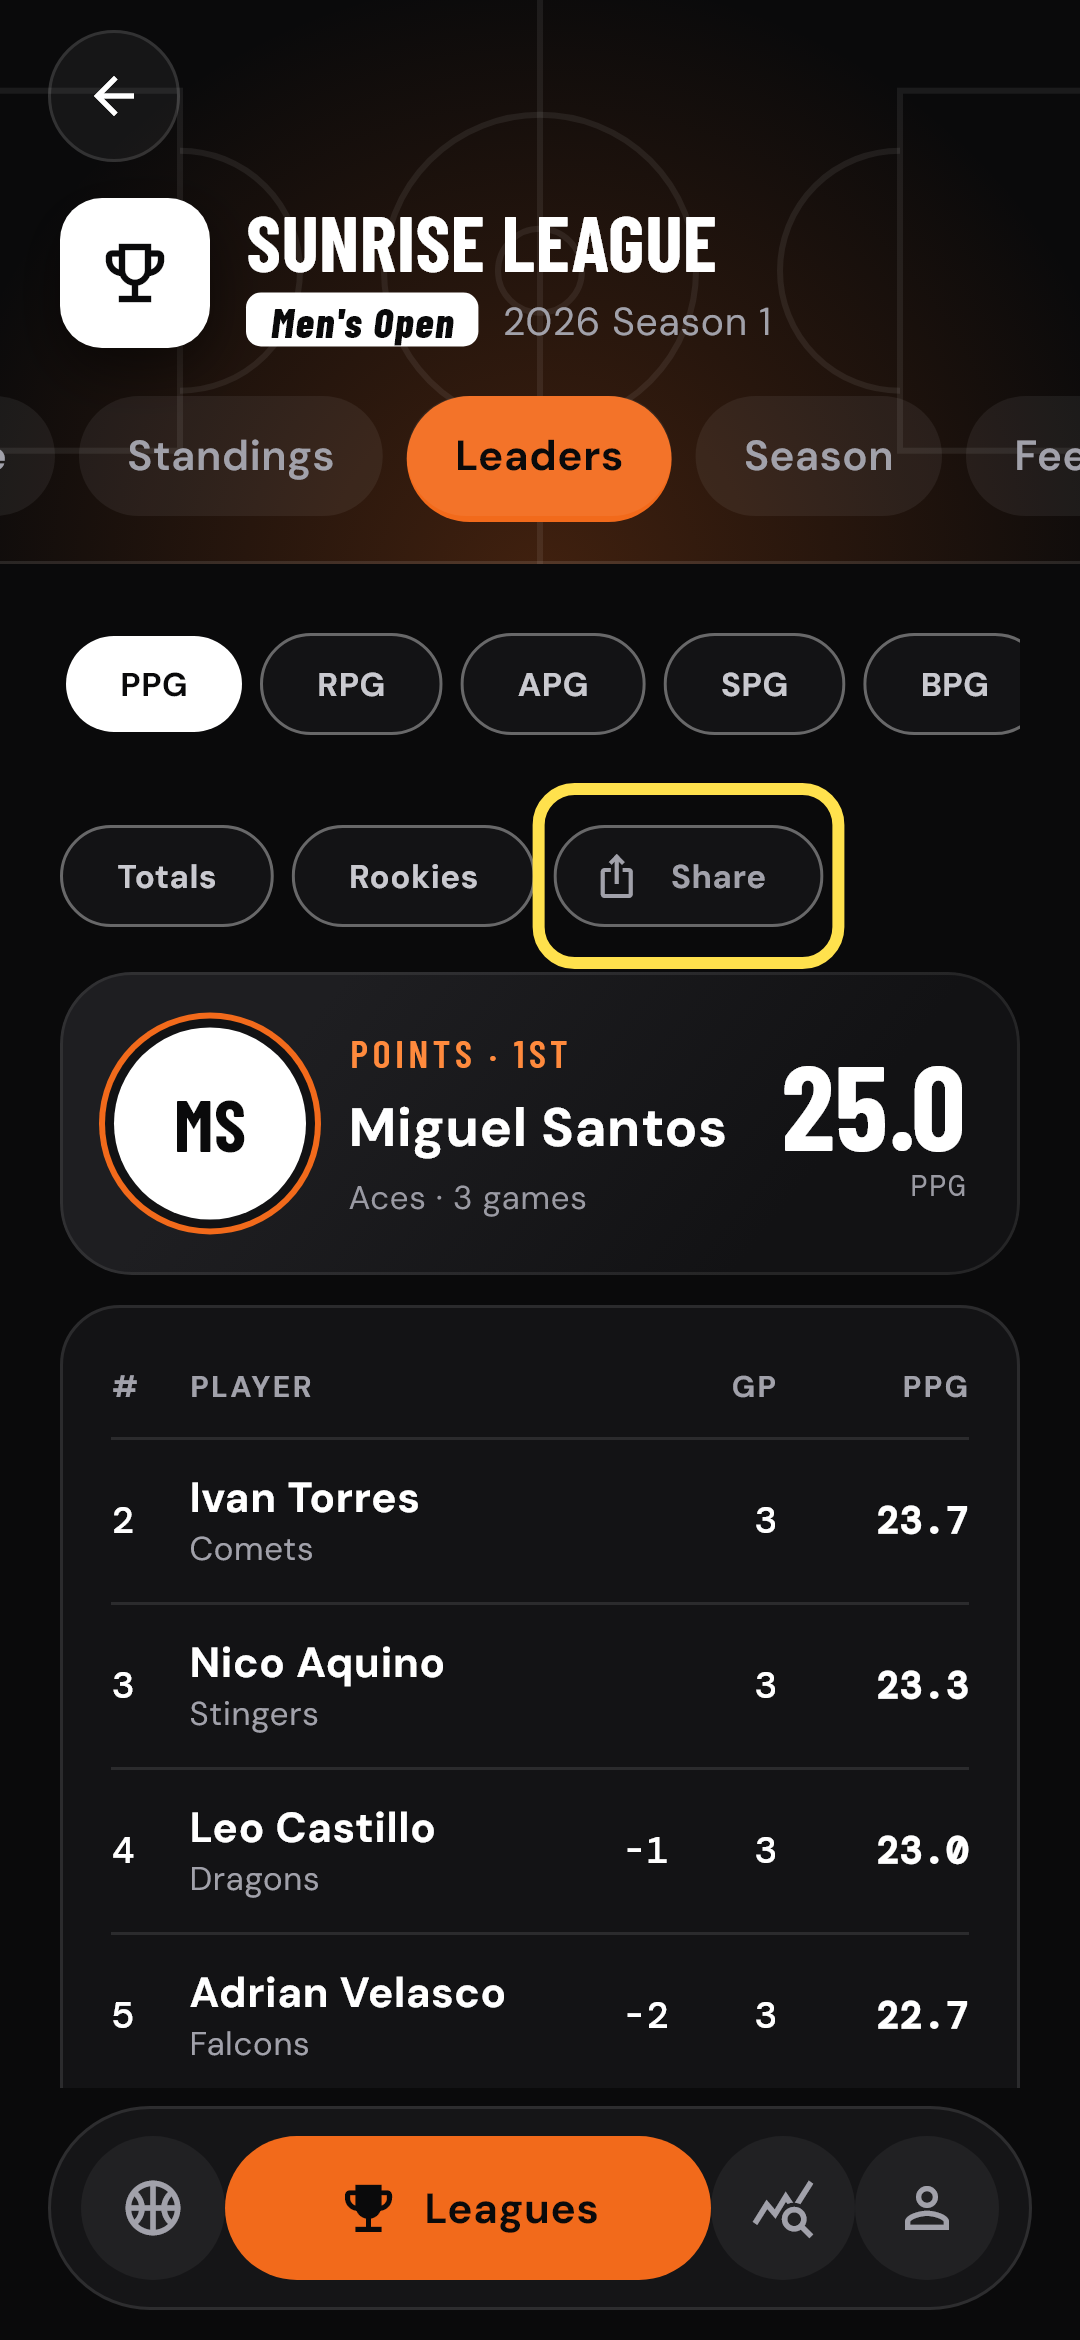 SUNRISE LEAGUE
Men's Open 2026 Season 1
e Standings Leaders Season Fee
PPG RPG APG SPG BPG
Totals Rookies Share
MS
POINTS · 1ST
Miguel Santos
Aces · 3 games
25.0
PPG
# PLAYER GP PPG
2 Ivan Torres 3 23.7
Comets
3 Nico Aquino 3 23.3
Stingers
4 Leo Castillo -1 3 23.0
Dragons
5 Adrian Velasco -2 3 22.7
Falcons
Leagues